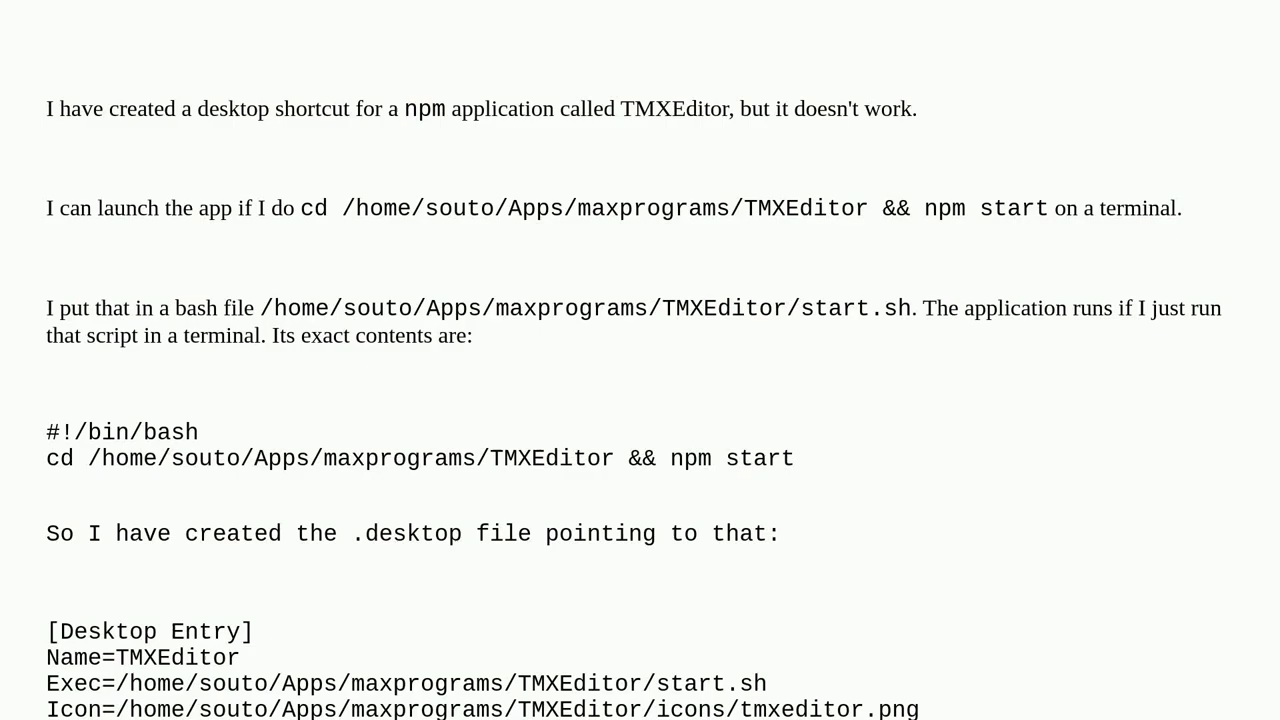 I have created a desktop shortcut for a npm application called TMXEditor, but it doesn't work.
I can launch the app if I do cd /home/souto/Apps/maxprograms/TMXEditor && npm start on a terminal.
I put that in a bash file /home/souto/Apps/maxprograms/TMXEditor/start.sh. The application runs if I just run
that script in a terminal. Its exact contents are:
#!/bin/bash
cd /home/souto/Apps/maxprograms/TMXEditor && npm start
So I have created the .desktop file pointing to that:
[Desktop Entry]
Name=TMXEditor
Exec=/home/souto/Apps/maxprograms/TMXEditor/start.sh
Icon=/home/souto/Apps/maxprograms/TMXEditor/icons/tmxeditor.png